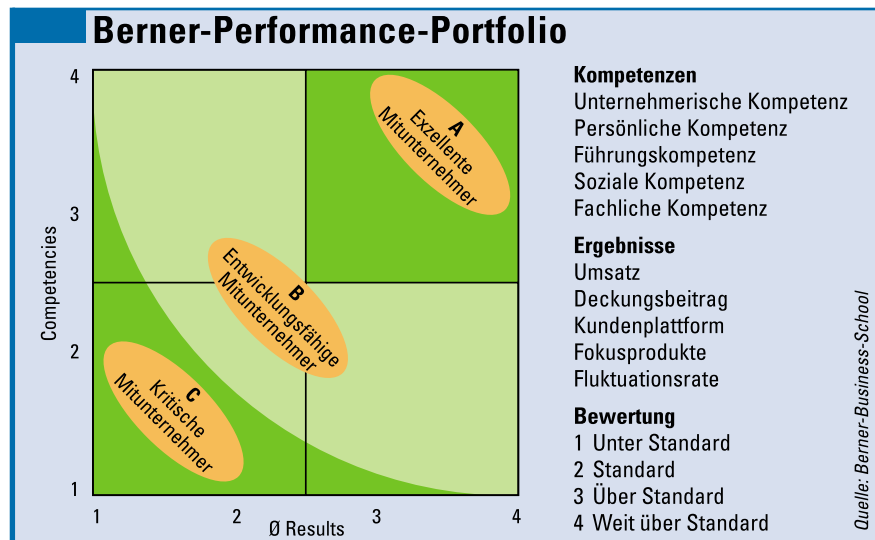 Berner-Performance-Portfolio
4
3
2
1
Competencies
1
2
3
4
Ø Results
A
Exzellente
Mitunternehmer
B
Entwicklungsfähige
Mitunternehmer
C
Kritische
Mitunternehmer
Kompetenzen
Unternehmerische Kompetenz
Persönliche Kompetenz
Führungskompetenz
Soziale Kompetenz
Fachliche Kompetenz
Ergebnisse
Umsatz
Deckungsbeitrag
Kundenplattform
Fokusprodukte
Fluktuationsrate
Bewertung
1 Unter Standard
2 Standard
3 Über Standard
4 Weit über Standard
Quelle: Berner-Business-School